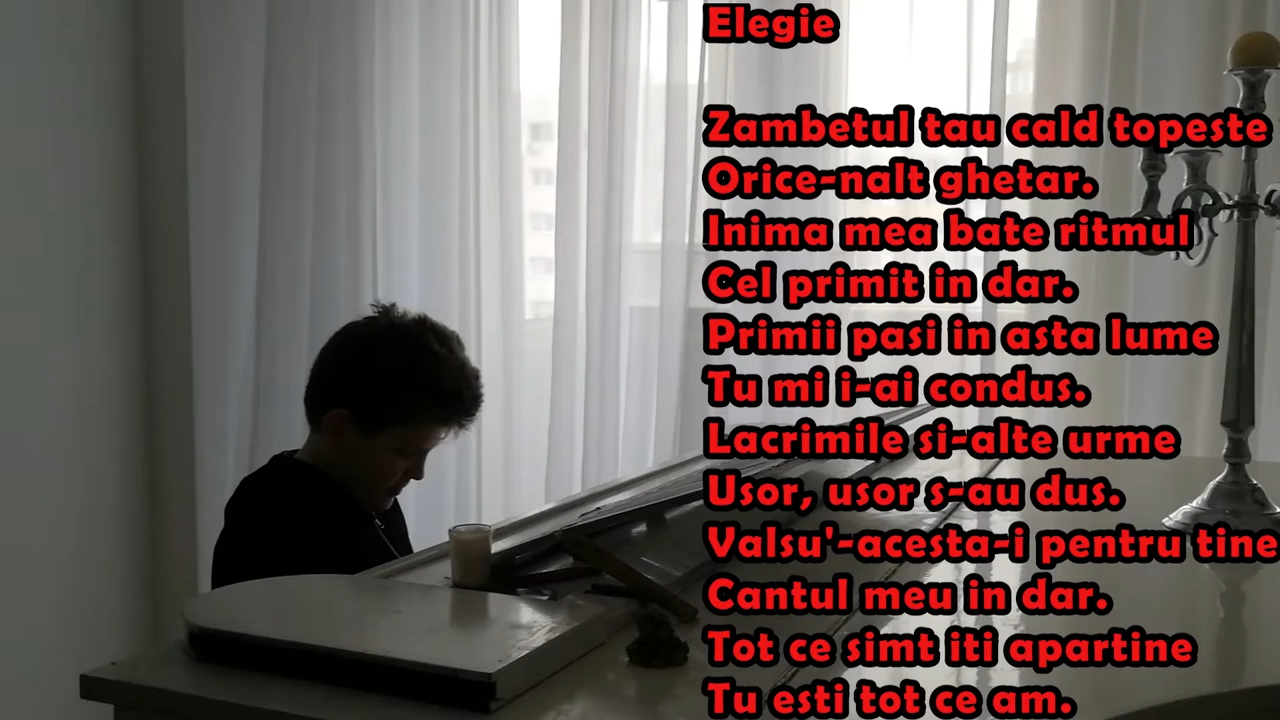 Elegie
Zambetul tau cald topeste
Orice-nalt ghetar.
Inima mea bate ritmul
Cel primit in dar.
Primii pasi in asta lume
Tu mi i-ai condus.
Lacrimile si-alte urme
Usor, usor s-au dus.
Valsu'-acesta-i pentru tine
Cantul meu in dar.
Tot ce simt iti apartine
Tu esti tot ce am.